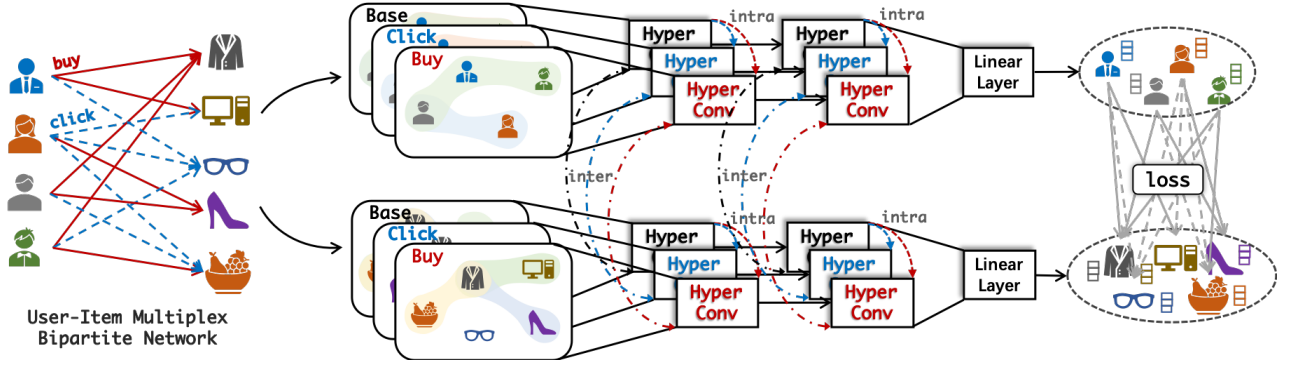 buy
click
User-Item Multiplex
Bipartite Network
Base
Click
Buy
Hyper
Hyper
Hyper
Conv
intra
Hyper
Hyper
Hyper
Conv
intra
Linear
Layer
inter
inter
loss
Base
Click
Buy
Hyper
Hyper
Hyper
Conv
intra
Hyper
Hyper
Hyper
Conv
intra
Linear
Layer